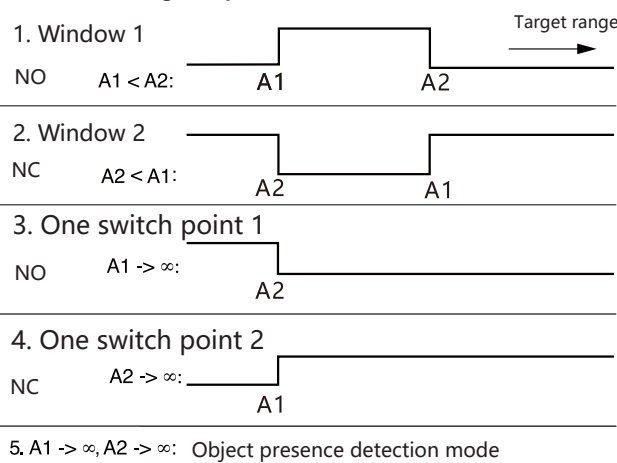 1. Window 1
Target range
NO A1 < A2:
A1 A2
2. Window 2
NC A2 < A1:
A2 A1
3. One switch point 1
NO A1 -> ∞:
A2
4. One switch point 2
NC A2 -> ∞:
A1
5. A1 -> ∞, A2 -> ∞: Object presence detection mode